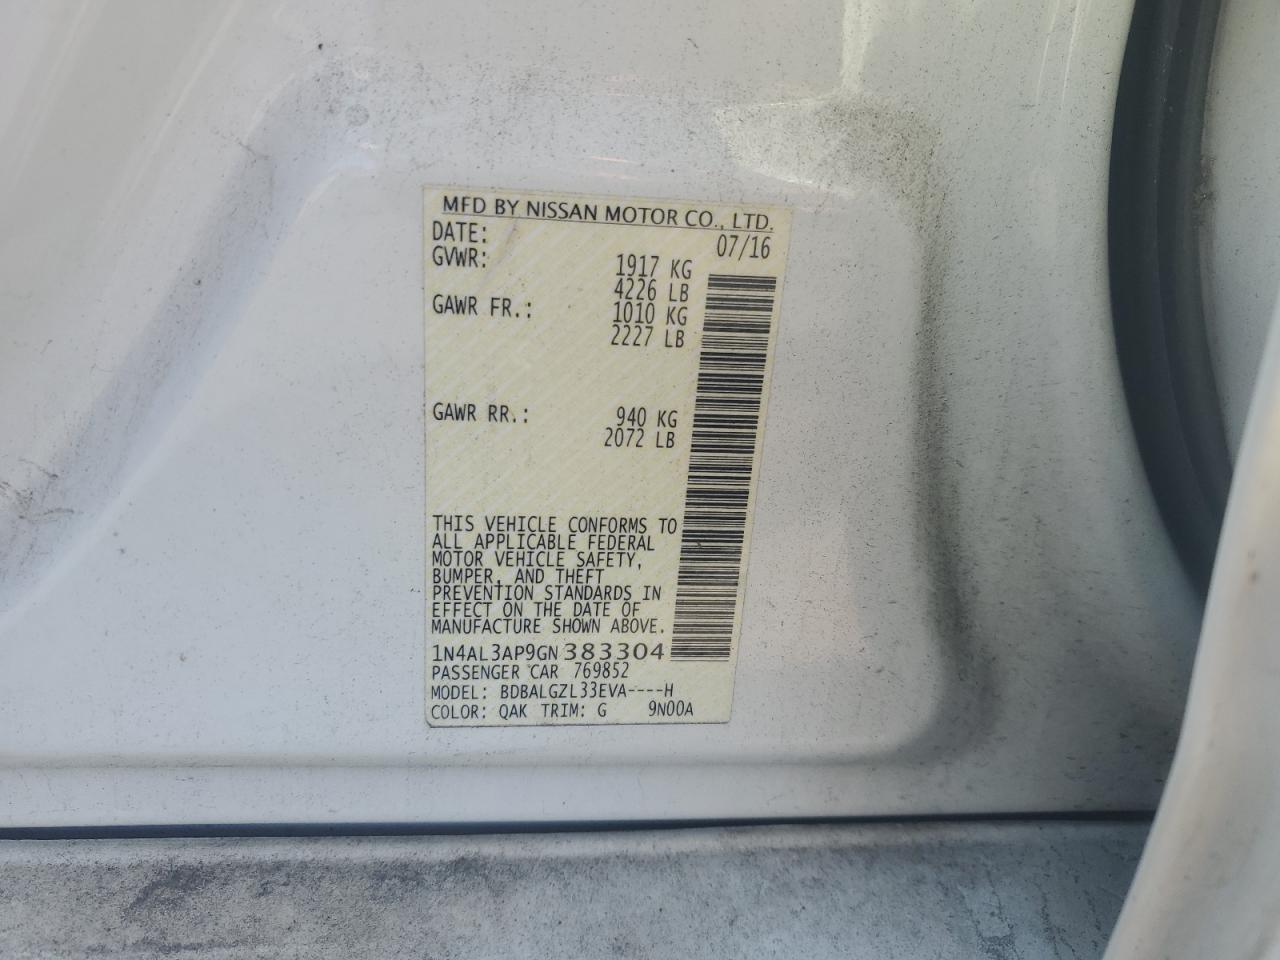 MFD BY NISSAN MOTOR CO., LTD.
DATE: 07/16
GVWR: 1917 KG
4226 LB
GAWR FR.: 1010 KG
2227 LB
GAWR RR.: 940 KG
2072 LB
THIS VEHICLE CONFORMS TO
ALL APPLICABLE FEDERAL
MOTOR VEHICLE SAFETY,
BUMPER, AND THEFT
PREVENTION STANDARDS IN
EFFECT ON THE DATE OF
MANUFACTURE SHOWN ABOVE.
1N4AL3AP9GN383304
PASSENGER CAR 769852
MODEL: BDBALGZL33EVA----H
COLOR: QAK TRIM: G 9N00A